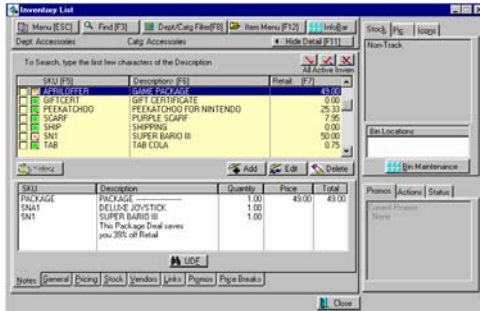 Inventory List
Menu [ESC] Find [F3] Dept/Catg Filter[F8] Item Menu [F12] InfoBar
Dept: Accessories Catg: Accessories Hide Detail [F11]
To Search, type the first few characters of the Description
All Active Inven
SKU [F5] Description [F6] Retail [F7]
APRILOFFER GAME PACKAGE 49.00
GIFTCERT GIFT CERTIFICATE 0.00
PEEKATCHOO PEEKATCHOO FOR NINTENDO 25.33
SCARF PURPLE SCARF 7.95
SHIP SHIPPING 0.00
SN1 SUPER BARIO III 50.00
TAB TAB COLA 0.75
Add Edit Delete
SKU Description Quantity Price Total
PACKAGE PACKAGE 1.00 49.00 49.00
SNA1 DELUXE JOYSTICK 1.00
SN1 SUPER BARIO III 1.00
This Package Deal saves
you 39% off Retail
UDF
Notes General Pricing Stock Vendors Links Promos Price Breaks
Close
Stock Pic Icons
Non-Track
Bin Locations
Bin Maintenance
Promos Actions Status
Current Promos
None